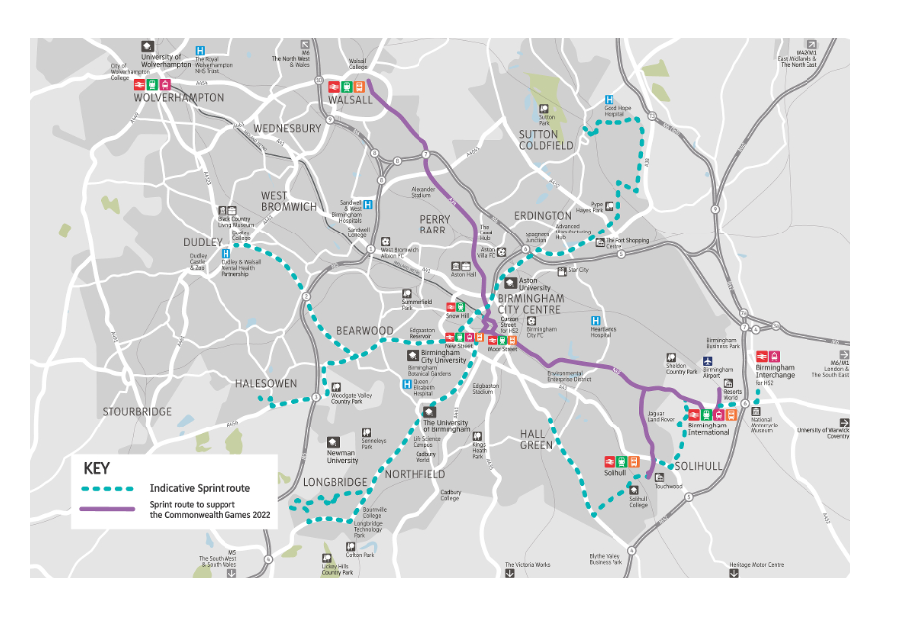 University of
Wolverhampton
The Royal
Wolverhampton
NHS Trust
City of
Wolverhampton
College
WOLVERHAMPTON
M6
The North West
& Wales
Walsall
College
WALSALL
M42/M1
East Midlands &
The North East
WEDNESBURY
Sutton
Park
Good Hope
Hospital
SUTTON
COLDFIELD
Alexander
Stadium
WEST
BROMWICH
Sandwell
& West
Birmingham
Hospitals
Sandwell
College
PERRY
BARR
ERDINGTON
Pype
Hayes Park
Black Country
Living Museum
Dudley
College
DUDLEY
Dudley
Castle
& Zoo
Dudley & Walsall
Mental Health
Partnership
West Bromwich
Albion FC
The
Food
Hub
Aston
Villa FC
Spaghetti
Junction
Advanced
Manufacturing
Hub
The Fort Shopping
Centre
Star City
Aston Hall
Aston
University
BIRMINGHAM
CITY CENTRE
Summerfield
Park
Snow Hill
Curzon
Street
for HS2
Birmingham
City FC
Heartlands
Hospital
BEARWOOD
Edgbaston
Reservoir
New Street
Moor Street
Birmingham
City University
Birmingham
Botanical Gardens
Queen
Elizabeth
Hospital
Edgbaston
Stadium
Environmental
Enterprise District
Sheldon
Country Park
Birmingham
Airport
Birmingham
Business Park
Birmingham
Interchange
for HS2
M6/M1
London &
The South East
Resorts
World
HALESOWEN
Woodgate Valley
Country Park
STOURBRIDGE
The University
of Birmingham
Life Science
Campus
Cadbury
World
Kings
Heath
Park
HALL
GREEN
Jaguar
Land Rover
Birmingham
International
National
Motorcycle
Museum
University of Warwick
Coventry
Newman
University
Senneleys
Park
NORTHFIELD
LONGBRIDGE
Solihull
SOLIHULL
Touchwood
Solihull
College
Cadbury
College
Bournville
College
Longbridge
Technology
Park
Cofton Park
Lickey Hills
Country Park
M5
The South West
& South Wales
The Victoria Works
Blythe Valley
Business Park
Heritage Motor Centre
KEY
Indicative Sprint route
Sprint route to support
the Commonwealth Games 2022